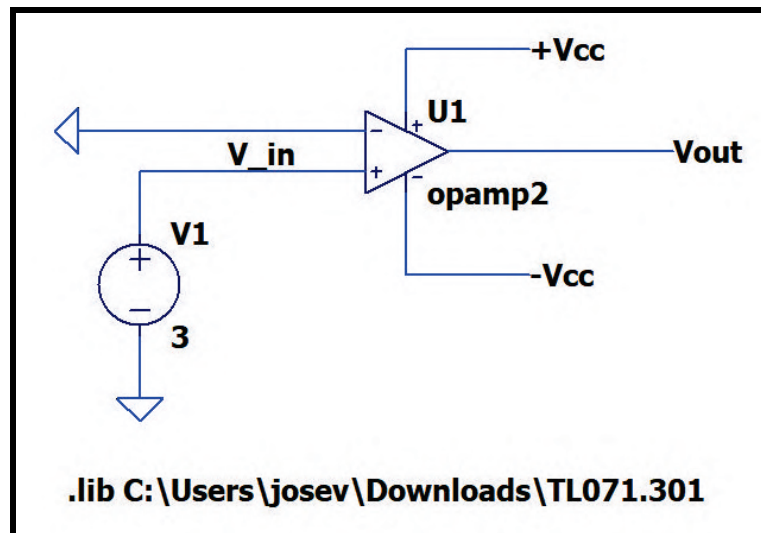 +Vcc
U1
V_in
Vout
opamp2
V1
-Vcc
3
.lib C:\Users\josev\Downloads\TL071.301